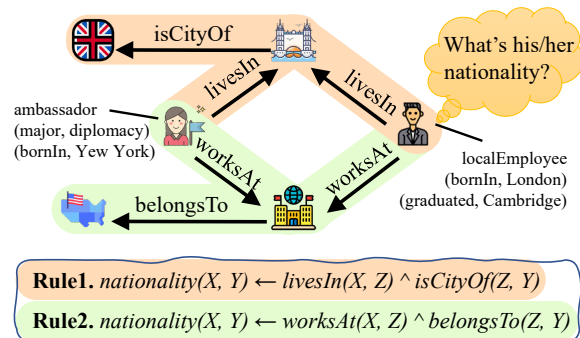 isCityOf
What's his/her
nationality?
livesIn
livesIn
ambassador
(major, diplomacy)
(bornIn, Yew York)
worksAt
worksAt
localEmployee
(bornIn, London)
(graduated, Cambridge)
belongsTo
Rule1. nationality(X, Y) ← livesIn(X, Z) ^ isCityOf(Z, Y)
Rule2. nationality(X, Y) ← worksAt(X, Z) ^ belongsTo(Z, Y)